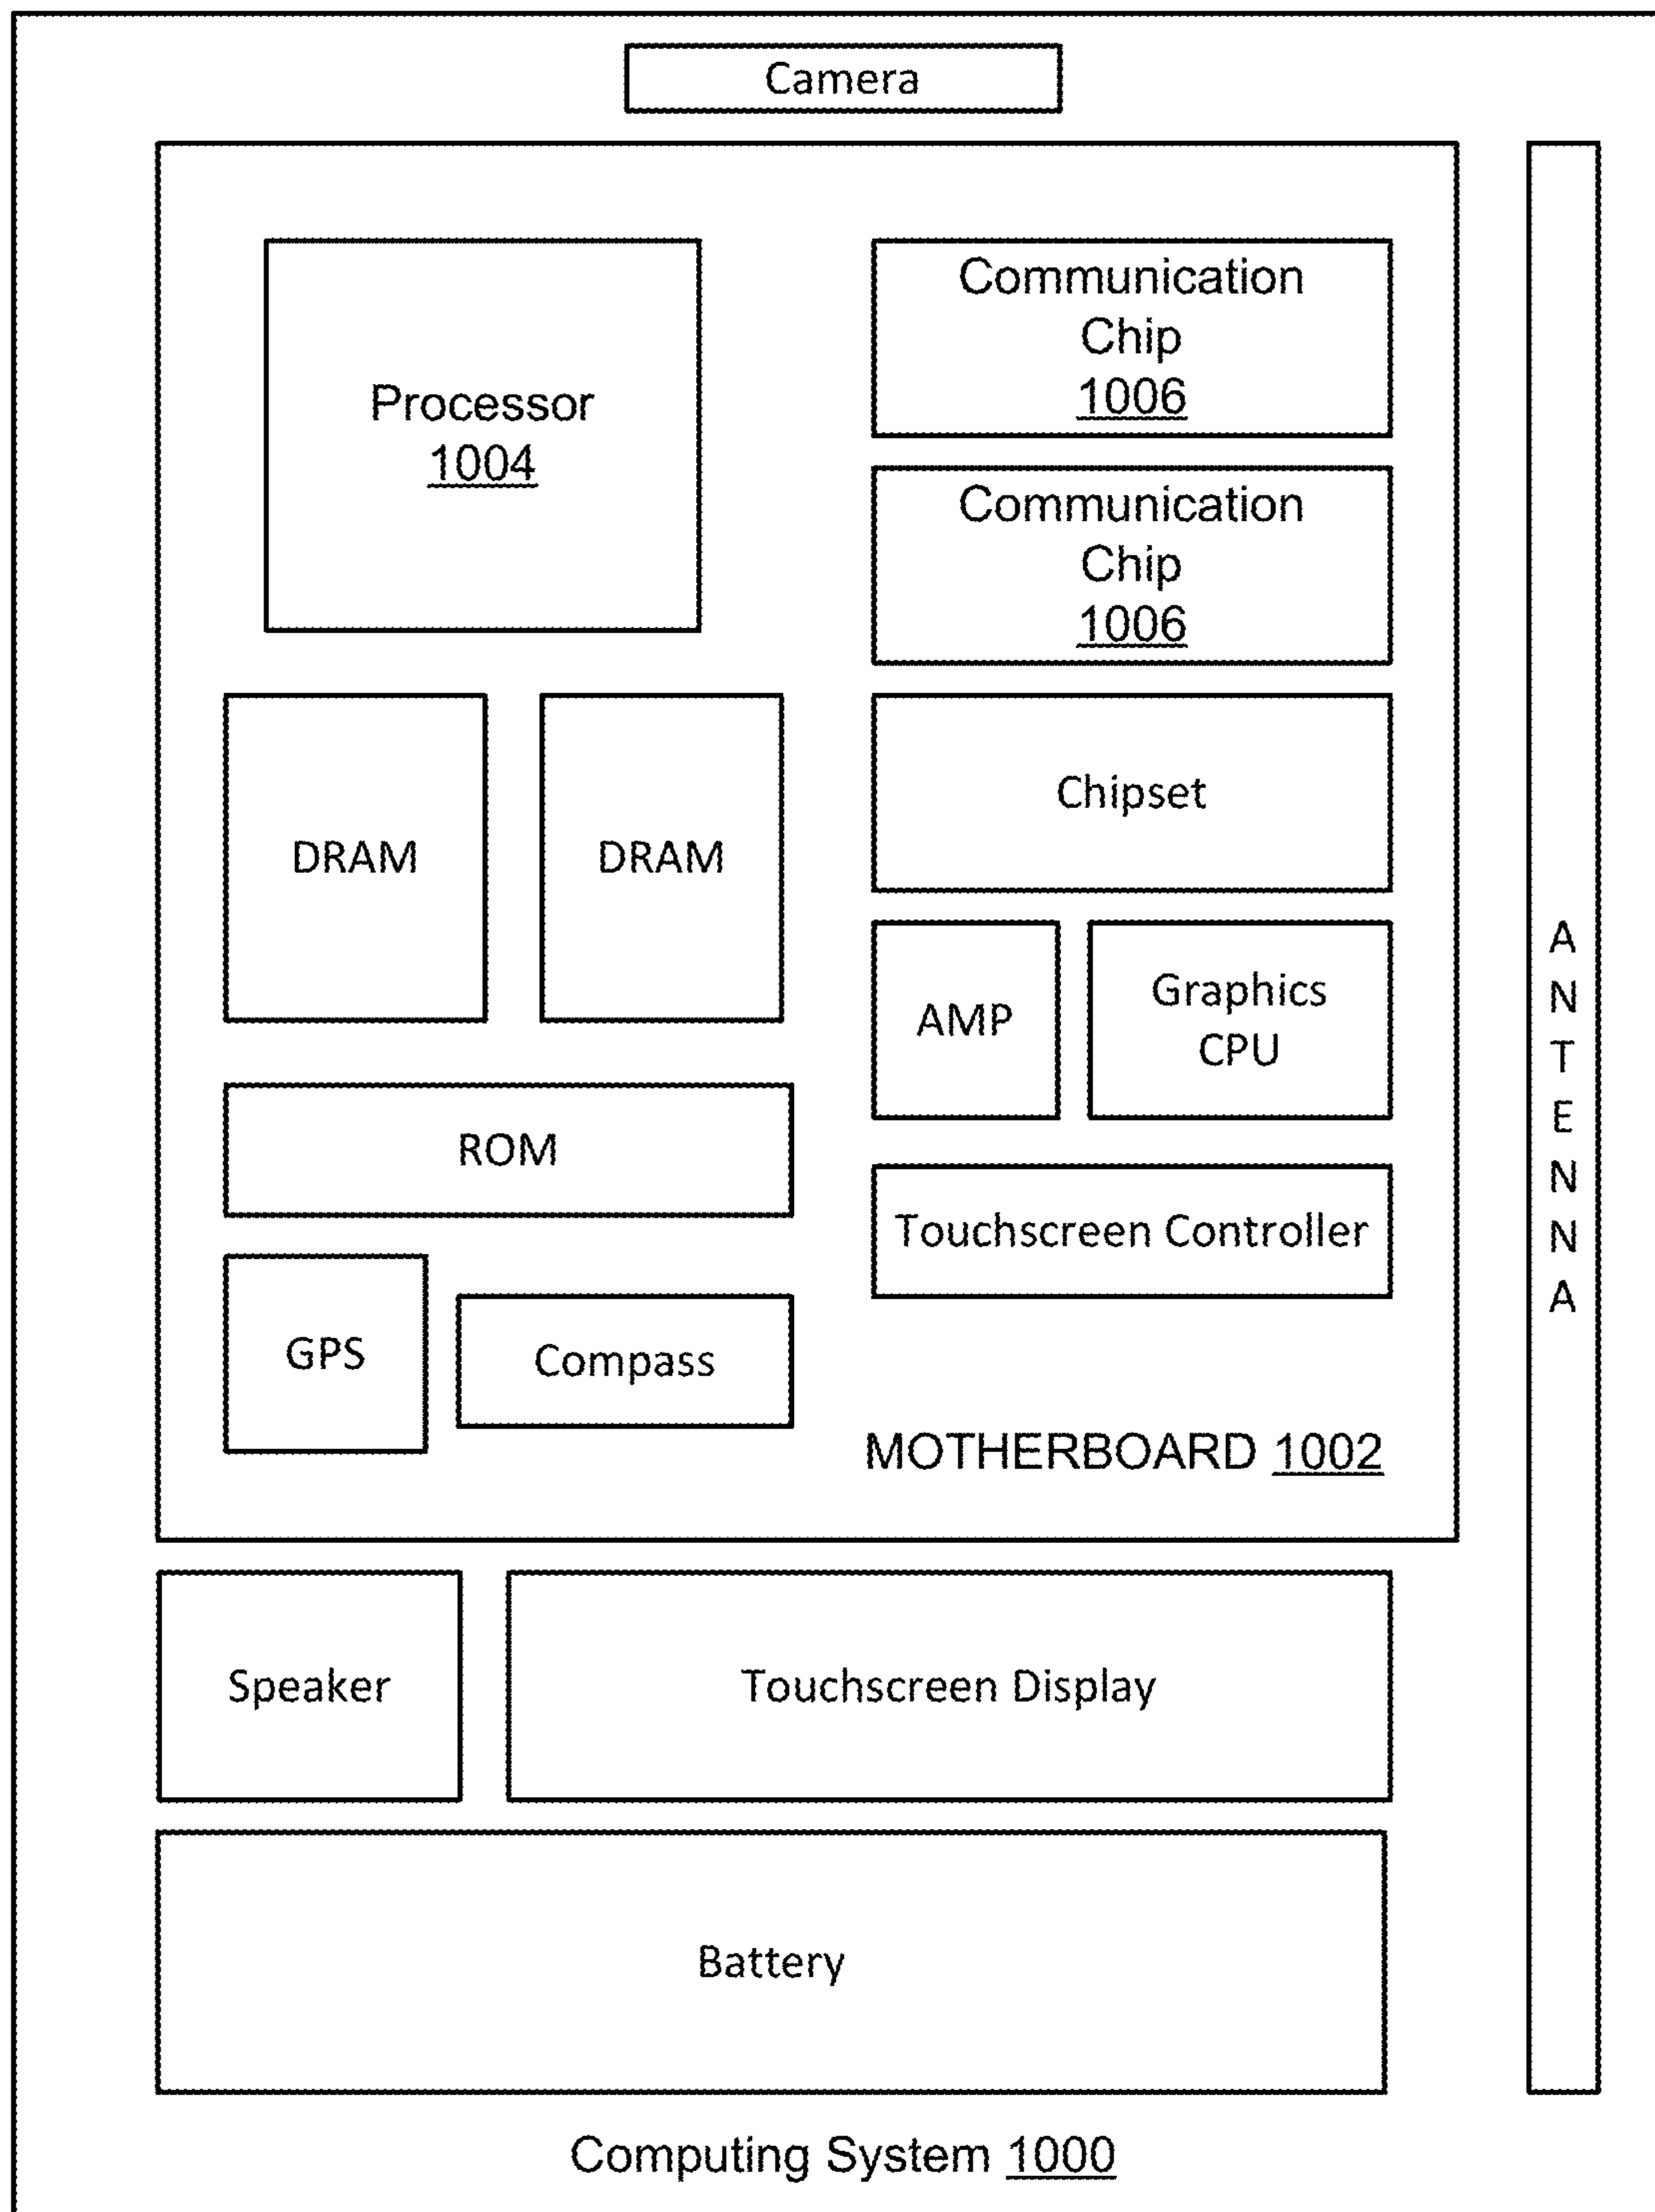 Camera
Processor
1004
Communication
Chip
1006
Communication
Chip
1006
DRAM
DRAM
Chipset
AMP
Graphics
CPU
ROM
Touchscreen Controller
GPS
Compass
MOTHERBOARD 1002
ANTENNA
Speaker
Touchscreen Display
Battery
Computing System 1000